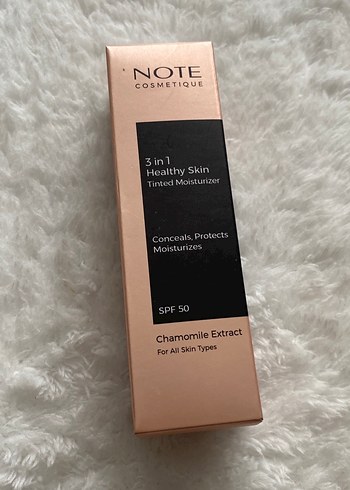 NOTE
COSMETIQUE
3 in 1
Healthy Skin
Tinted Moisturizer
Conceals, Protects
Moisturizes
SPF 50
Chamomile Extract
For All Skin Types